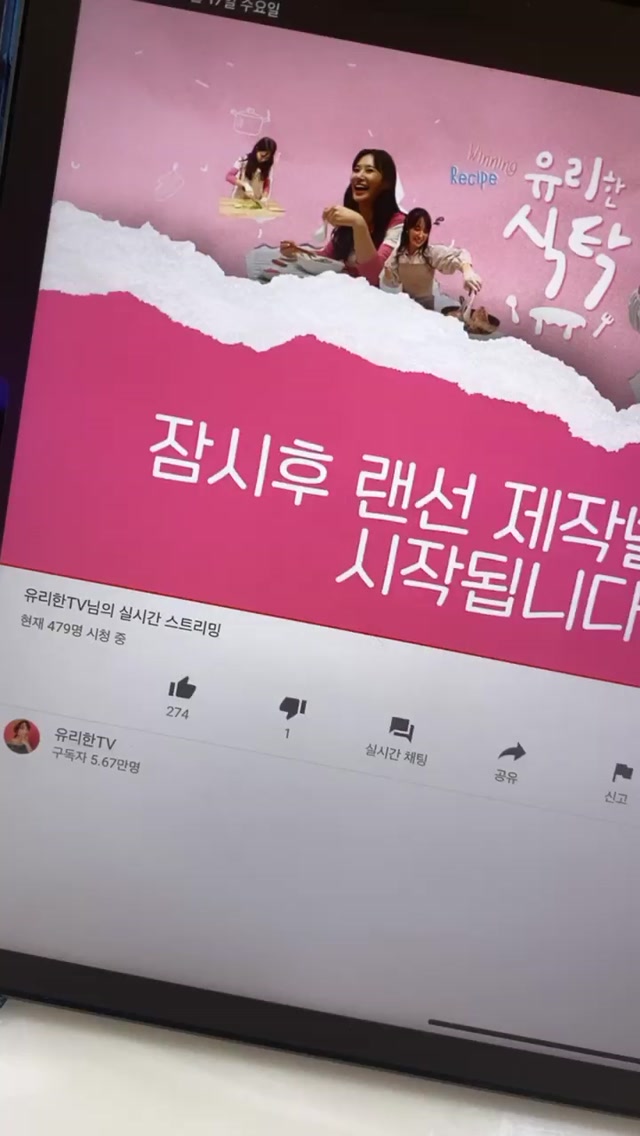 수요일
Winning
Recipe
유리한
식탁
잠시후 랜선 제작
시작됩니다
유리한TV님의 실시간 스트리밍
현재 479명 시청 중
274
1
실시간 채팅
공유
신고
유리한TV
구독자 5.67만명